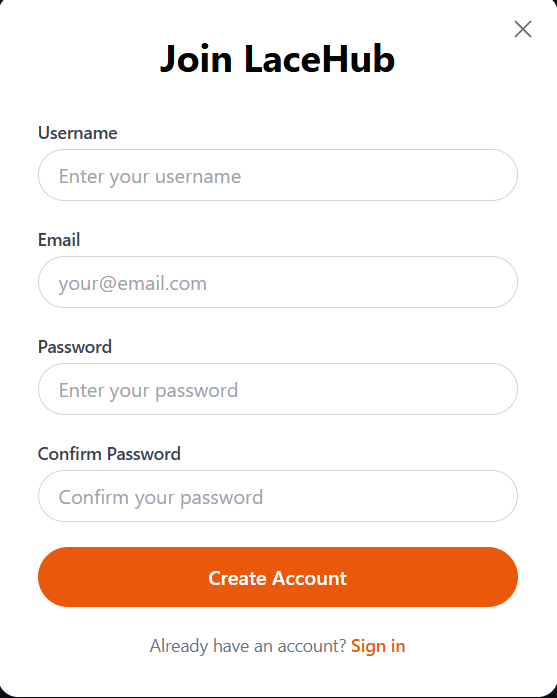 Join LaceHub
Username
Enter your username
Email
your@email.com
Password
Enter your password
Confirm Password
Confirm your password
Create Account
Already have an account? Sign in